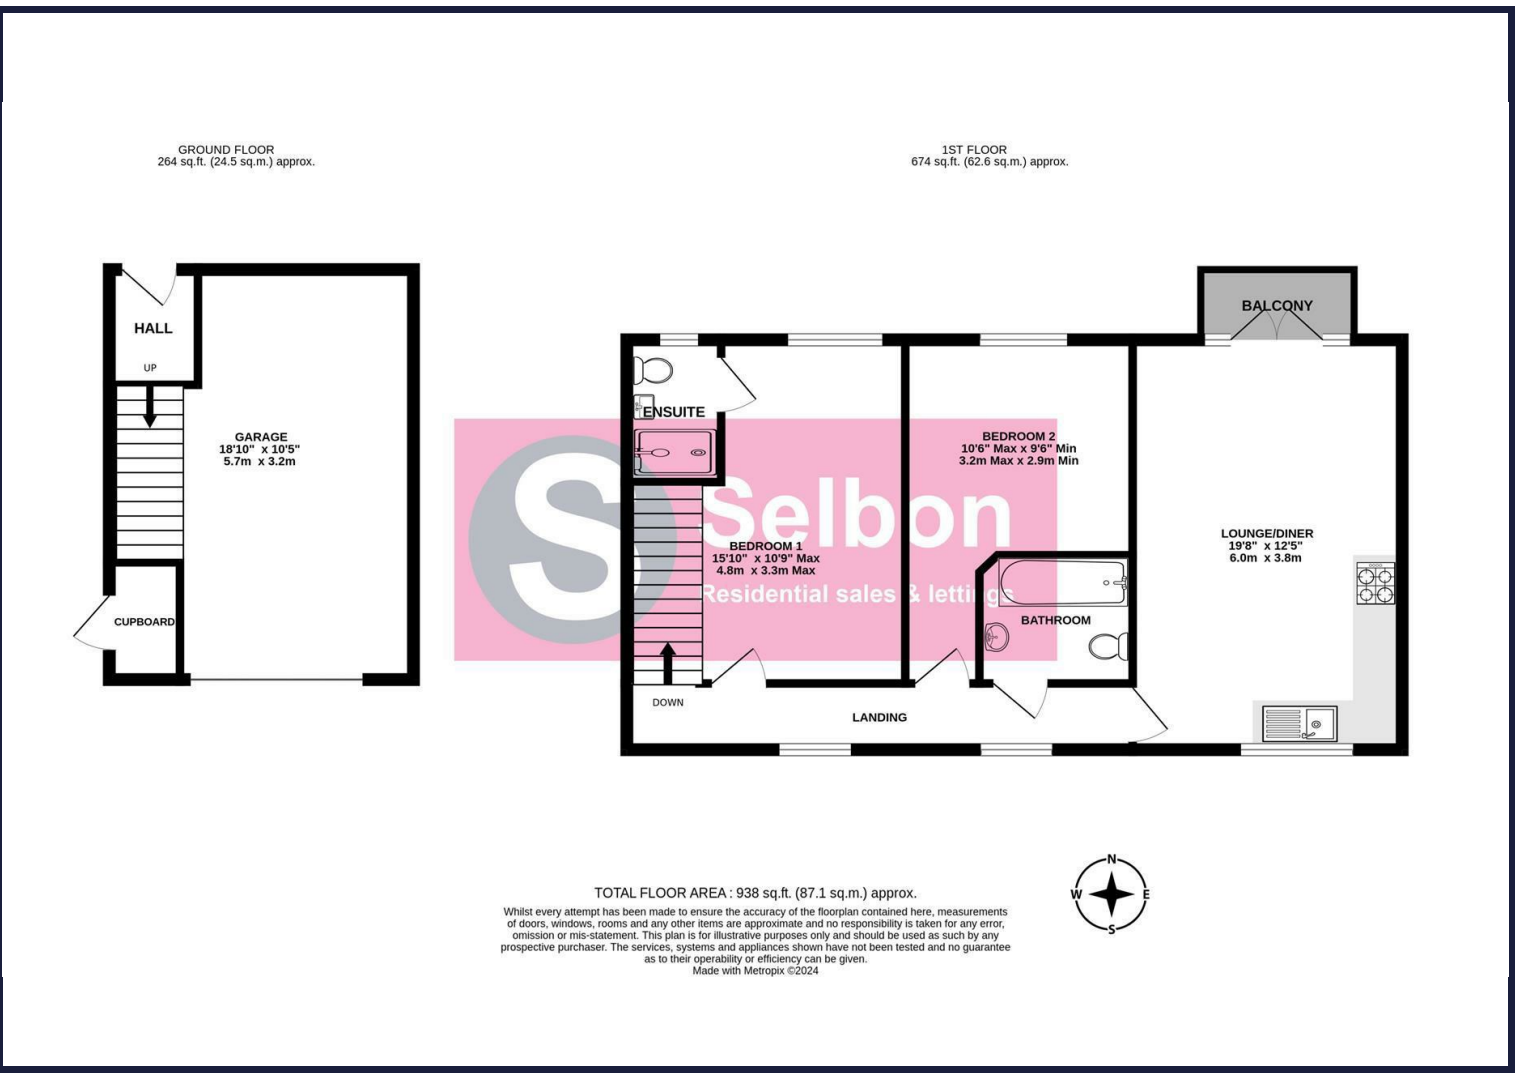 GROUND FLOOR
264 sq.ft. (24.5 sq.m.) approx.
1ST FLOOR
674 sq.ft. (62.6 sq.m.) approx.
HALL
UP
GARAGE
18'10"  x 10'5"
5.7m  x 3.2m
CUPBOARD
BALCONY
ENSUITE
BEDROOM 2
10'6" Max x 9'6" Min
3.2m Max x 2.9m Min
S
Selbon
Residential sales & lettings
BEDROOM 1
15'10"  x 10'9" Max
4.8m  x 3.3m Max
LOUNGE/DINER
19'8"  x 12'5"
6.0m  x 3.8m
BATHROOM
DOWN
LANDING
N
W E
S
TOTAL FLOOR AREA : 938 sq.ft. (87.1 sq.m.) approx.
Whilst every attempt has been made to ensure the accuracy of the floorplan contained here, measurements
of doors, windows, rooms and any other items are approximate and no responsibility is taken for any error,
omission or mis-statement. This plan is for illustrative purposes only and should be used as such by any
prospective purchaser. The services, systems and appliances shown have not been tested and no guarantee
as to their operability or efficiency can be given.
Made with Metropix ©2024